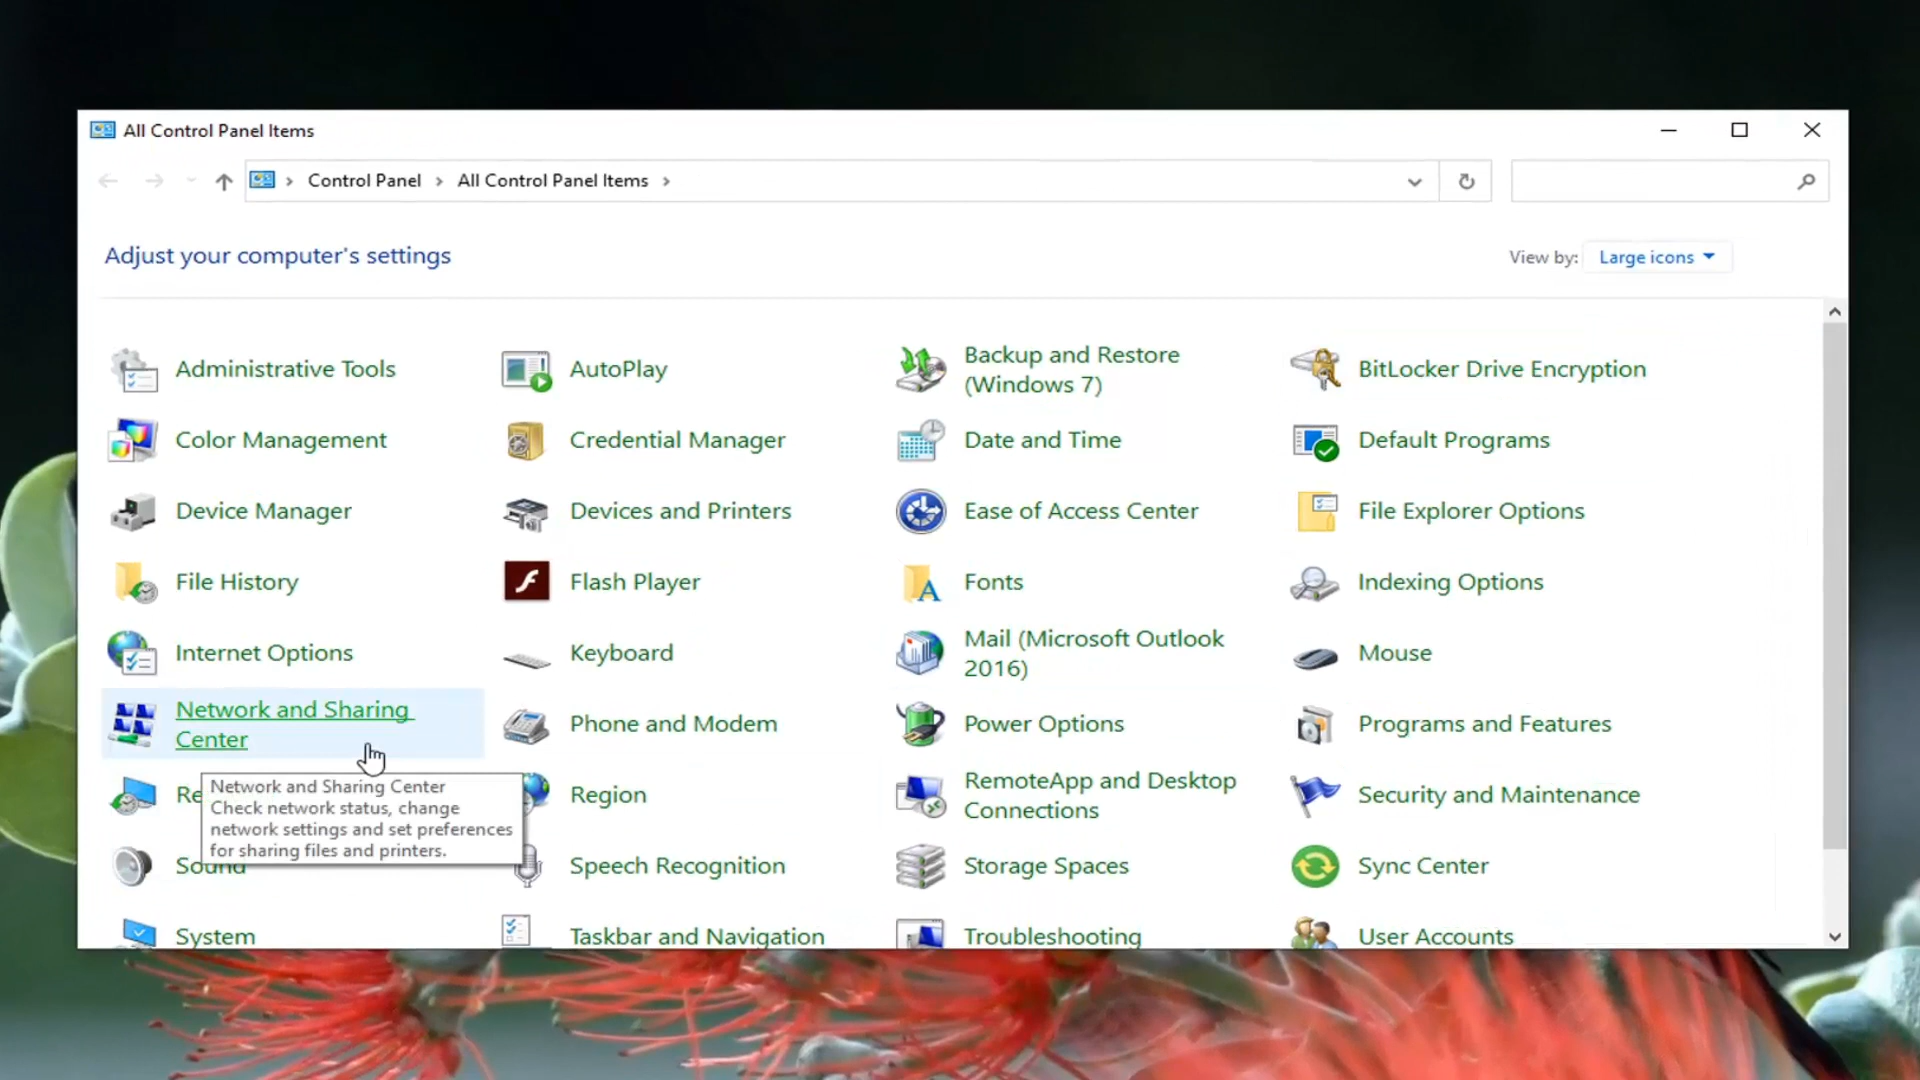 All Control Panel Items
Control Panel
All Control Panel Items
Adjust your computer's settings
View by:
Large icons
Administrative Tools
AutoPlay
Backup and Restore
(Windows 7)
BitLocker Drive Encryption
Color Management
Credential Manager
Date and Time
Default Programs
Device Manager
Devices and Printers
Ease of Access Center
File Explorer Options
File History
Flash Player
Fonts
Indexing Options
Internet Options
Keyboard
Mail (Microsoft Outlook
2016)
Mouse
Network and Sharing
Center
Phone and Modem
Power Options
Programs and Features
Network and Sharing Center
Check network status, change
network settings and set preferences
for sharing files and printers.
Region
RemoteApp and Desktop
Connections
Security and Maintenance
Sound
Speech Recognition
Storage Spaces
Sync Center
System
Taskbar and Navigation
Troubleshooting
User Accounts